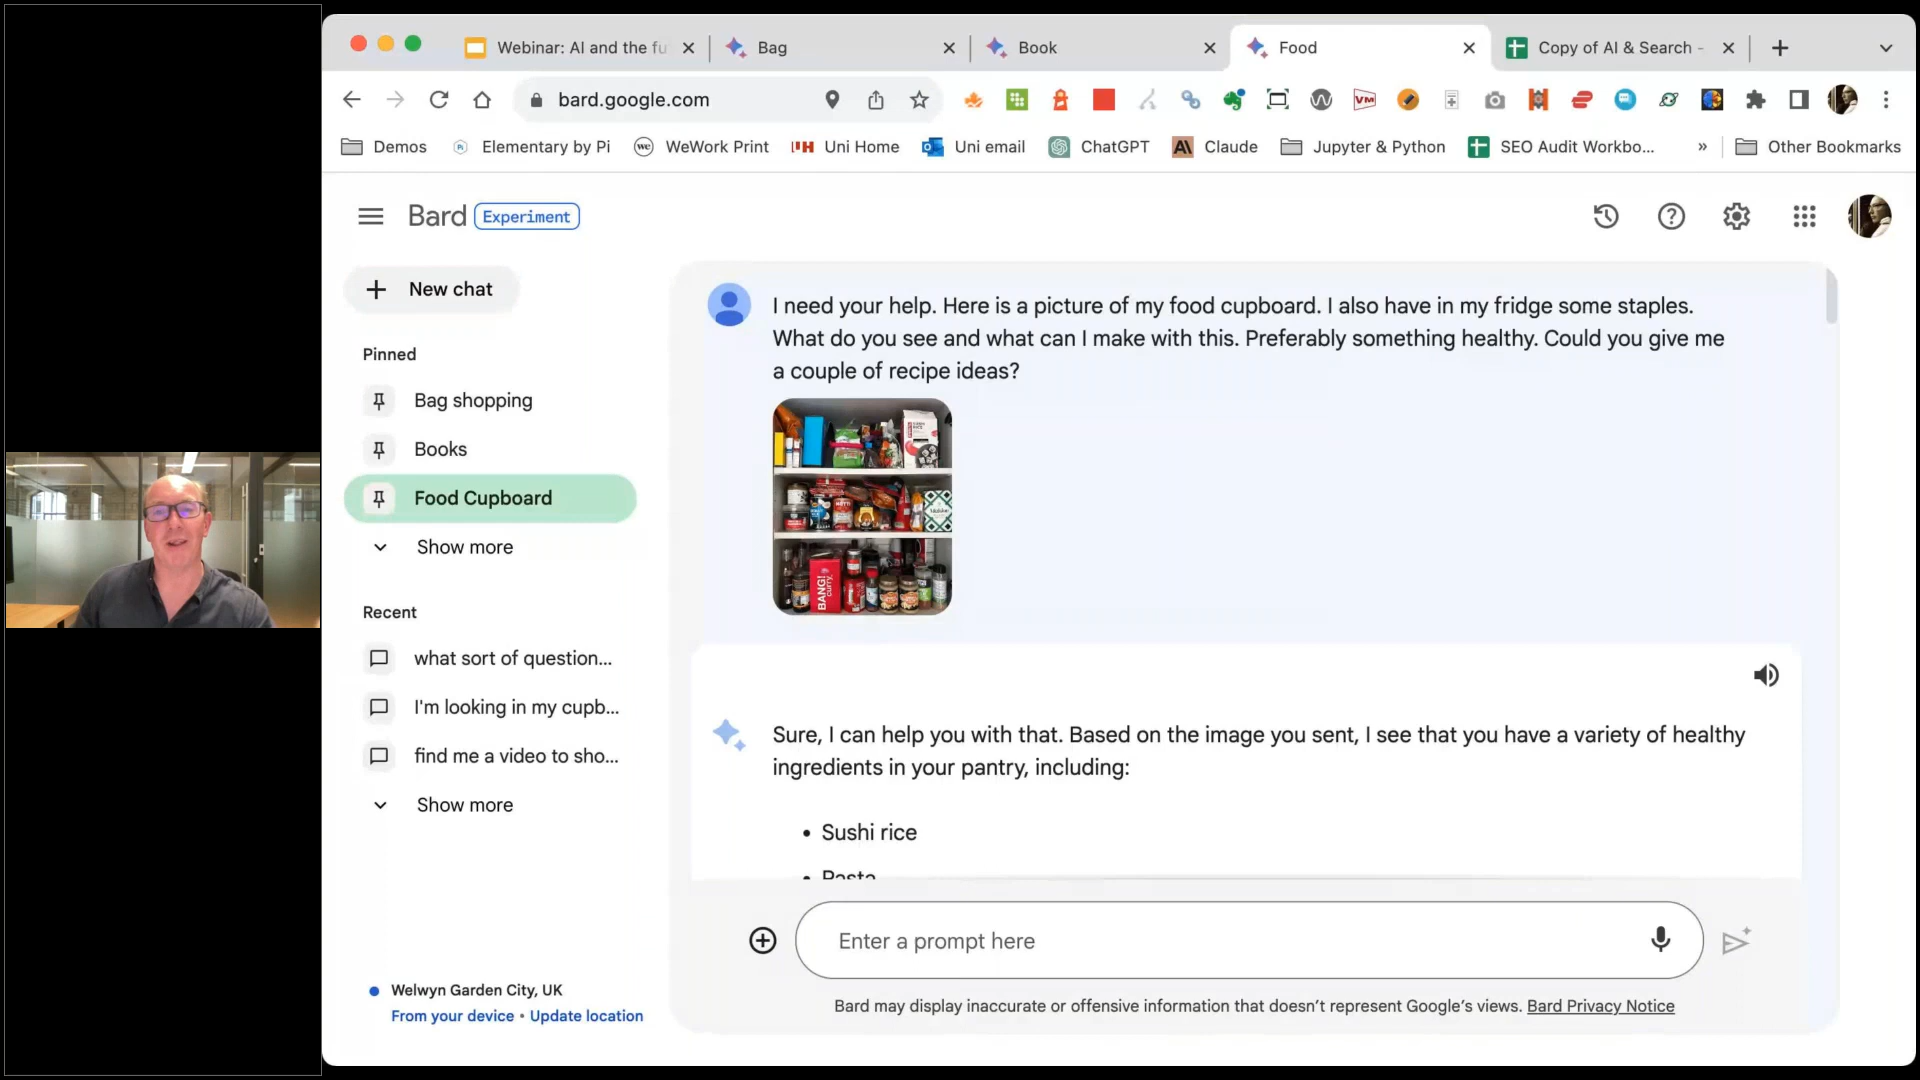 Webinar: AI and the fu
Bag
Book
Food
Copy of AI & Search -
bard.google.com
VM
Demos
Elementary by Pi
WeWork Print
Uni Home
Uni email
ChatGPT
Claude
Jupyter & Python
SEO Audit Workbo...
»
Other Bookmarks
Bard
Experiment
New chat
Pinned
Bag shopping
Books
Food Cupboard
Show more
Recent
what sort of question...
I'm looking in my cupb...
find me a video to sho...
Show more
Welwyn Garden City, UK
From your device • Update location
I need your help. Here is a picture of my food cupboard. I also have in my fridge some staples.
What do you see and what can I make with this. Preferably something healthy. Could you give me
a couple of recipe ideas?
BANG!
curry
Sure, I can help you with that. Based on the image you sent, I see that you have a variety of healthy
ingredients in your pantry, including:
• Sushi rice
• Pasta
Enter a prompt here
Bard may display inaccurate or offensive information that doesn't represent Google's views. Bard Privacy Notice